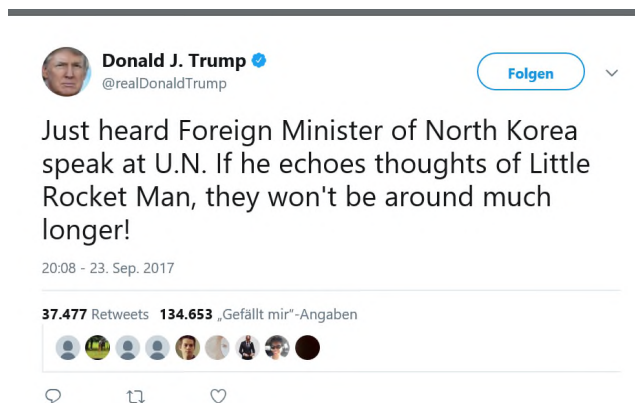 Donald J. Trump
@realDonaldTrump
Folgen
Just heard Foreign Minister of North Korea
speak at U.N. If he echoes thoughts of Little
Rocket Man, they won't be around much
longer!
20:08 - 23. Sep. 2017
37.477 Retweets 134.653 „Gefällt mir“-Angaben